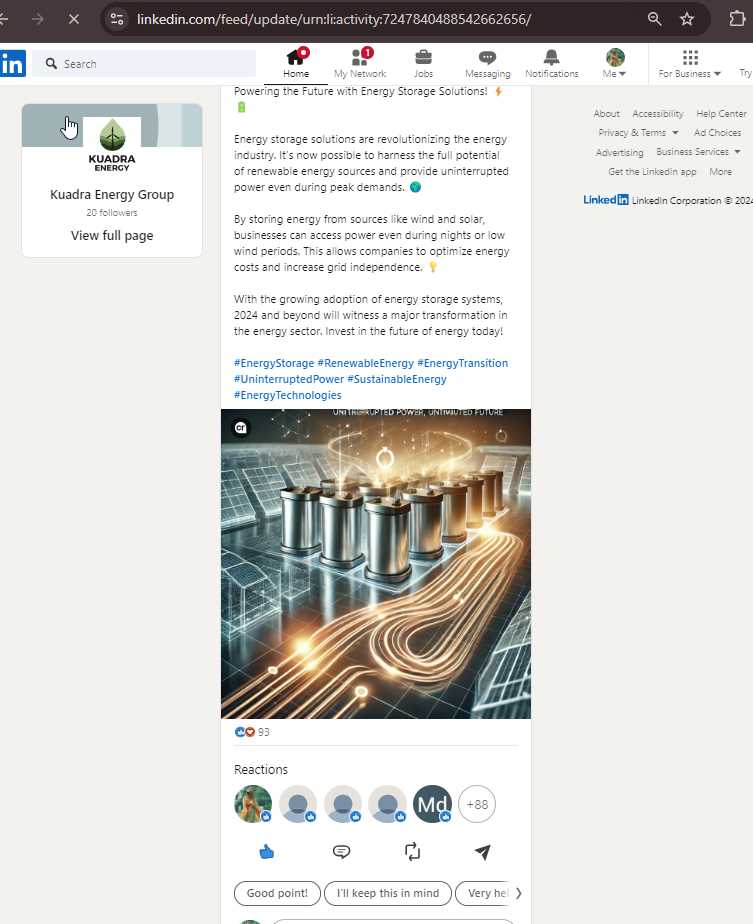 linkedin.com/feed/update/urn:li:activity:7247840488542662656/
in
Search
1
Home
My Network
Jobs
Messaging
Notifications
Me
For Business
Try
KUADRA
ENERGY
Kuadra Energy Group
20 followers
View full page
Powering the Future with Energy Storage Solutions! ⚡
🔋
Energy storage solutions are revolutionizing the energy
industry. It's now possible to harness the full potential
of renewable energy sources and provide uninterrupted
power even during peak demands. 🌍
By storing energy from sources like wind and solar,
businesses can access power even during nights or low
wind periods. This allows companies to optimize energy
costs and increase grid independence. 💡
With the growing adoption of energy storage systems,
2024 and beyond will witness a major transformation in
the energy sector. Invest in the future of energy today!
#EnergyStorage #RenewableEnergy #EnergyTransition
#UninterruptedPower #SustainableEnergy
#EnergyTechnologies
POWER, FUTURE
cr
93
Reactions
Md
+88
Good point!
I'll keep this in mind
Very hel
About Accessibility Help Center
Privacy & Terms Ad Choices
Advertising Business Services
Get the LinkedIn app More
LinkedIn LinkedIn Corporation © 2024